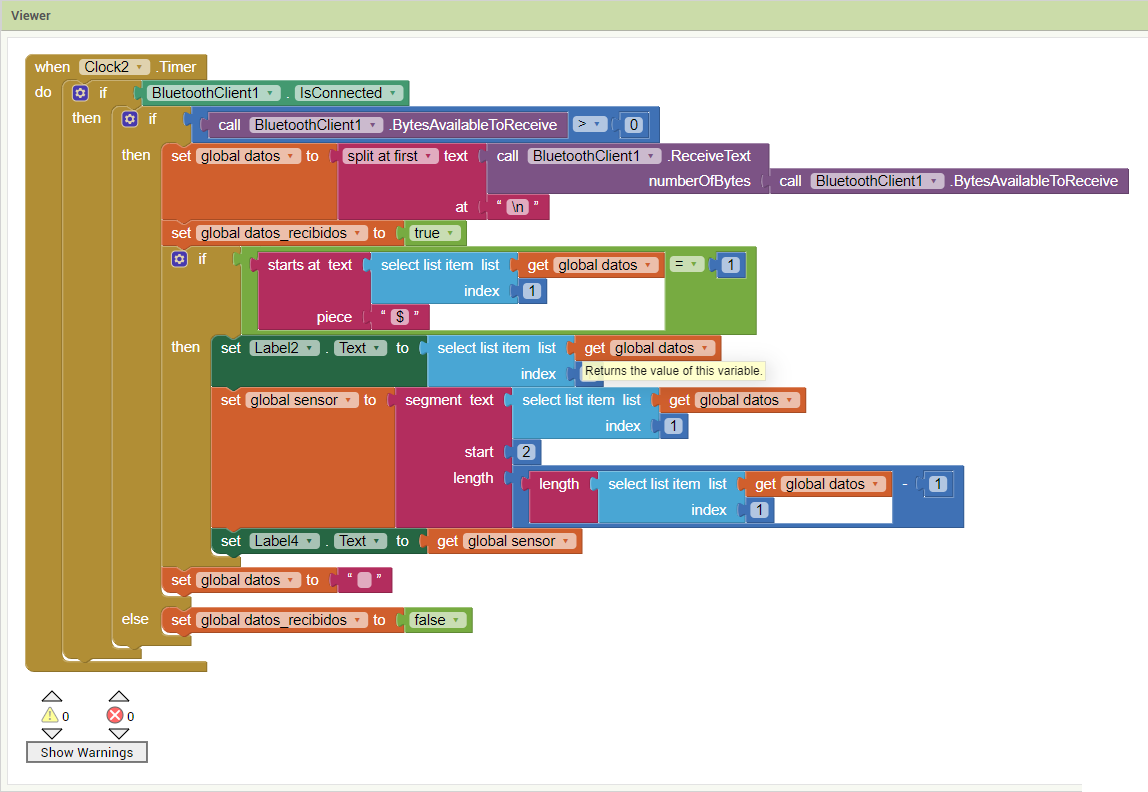 Viewer
when Clock2 .Timer
do if BluetoothClient1 . IsConnected
then if call BluetoothClient1 .BytesAvailableToReceive > 0
then set global datos to split at first text call BluetoothClient1 .ReceiveText
numberOfBytes call BluetoothClient1 .BytesAvailableToReceive
at " \n "
set global datos_recibidos to true
if starts at text select list item list get global datos = 1
index 1
piece " $ "
then set Label2 . Text to select list item list get global datos
index
Returns the value of this variable.
set global sensor to segment text select list item list get global datos
index 1
start 2
length length select list item list get global datos - 1
index 1
set Label4 . Text to get global sensor
set global datos to " "
else set global datos_recibidos to false
0 0
Show Warnings